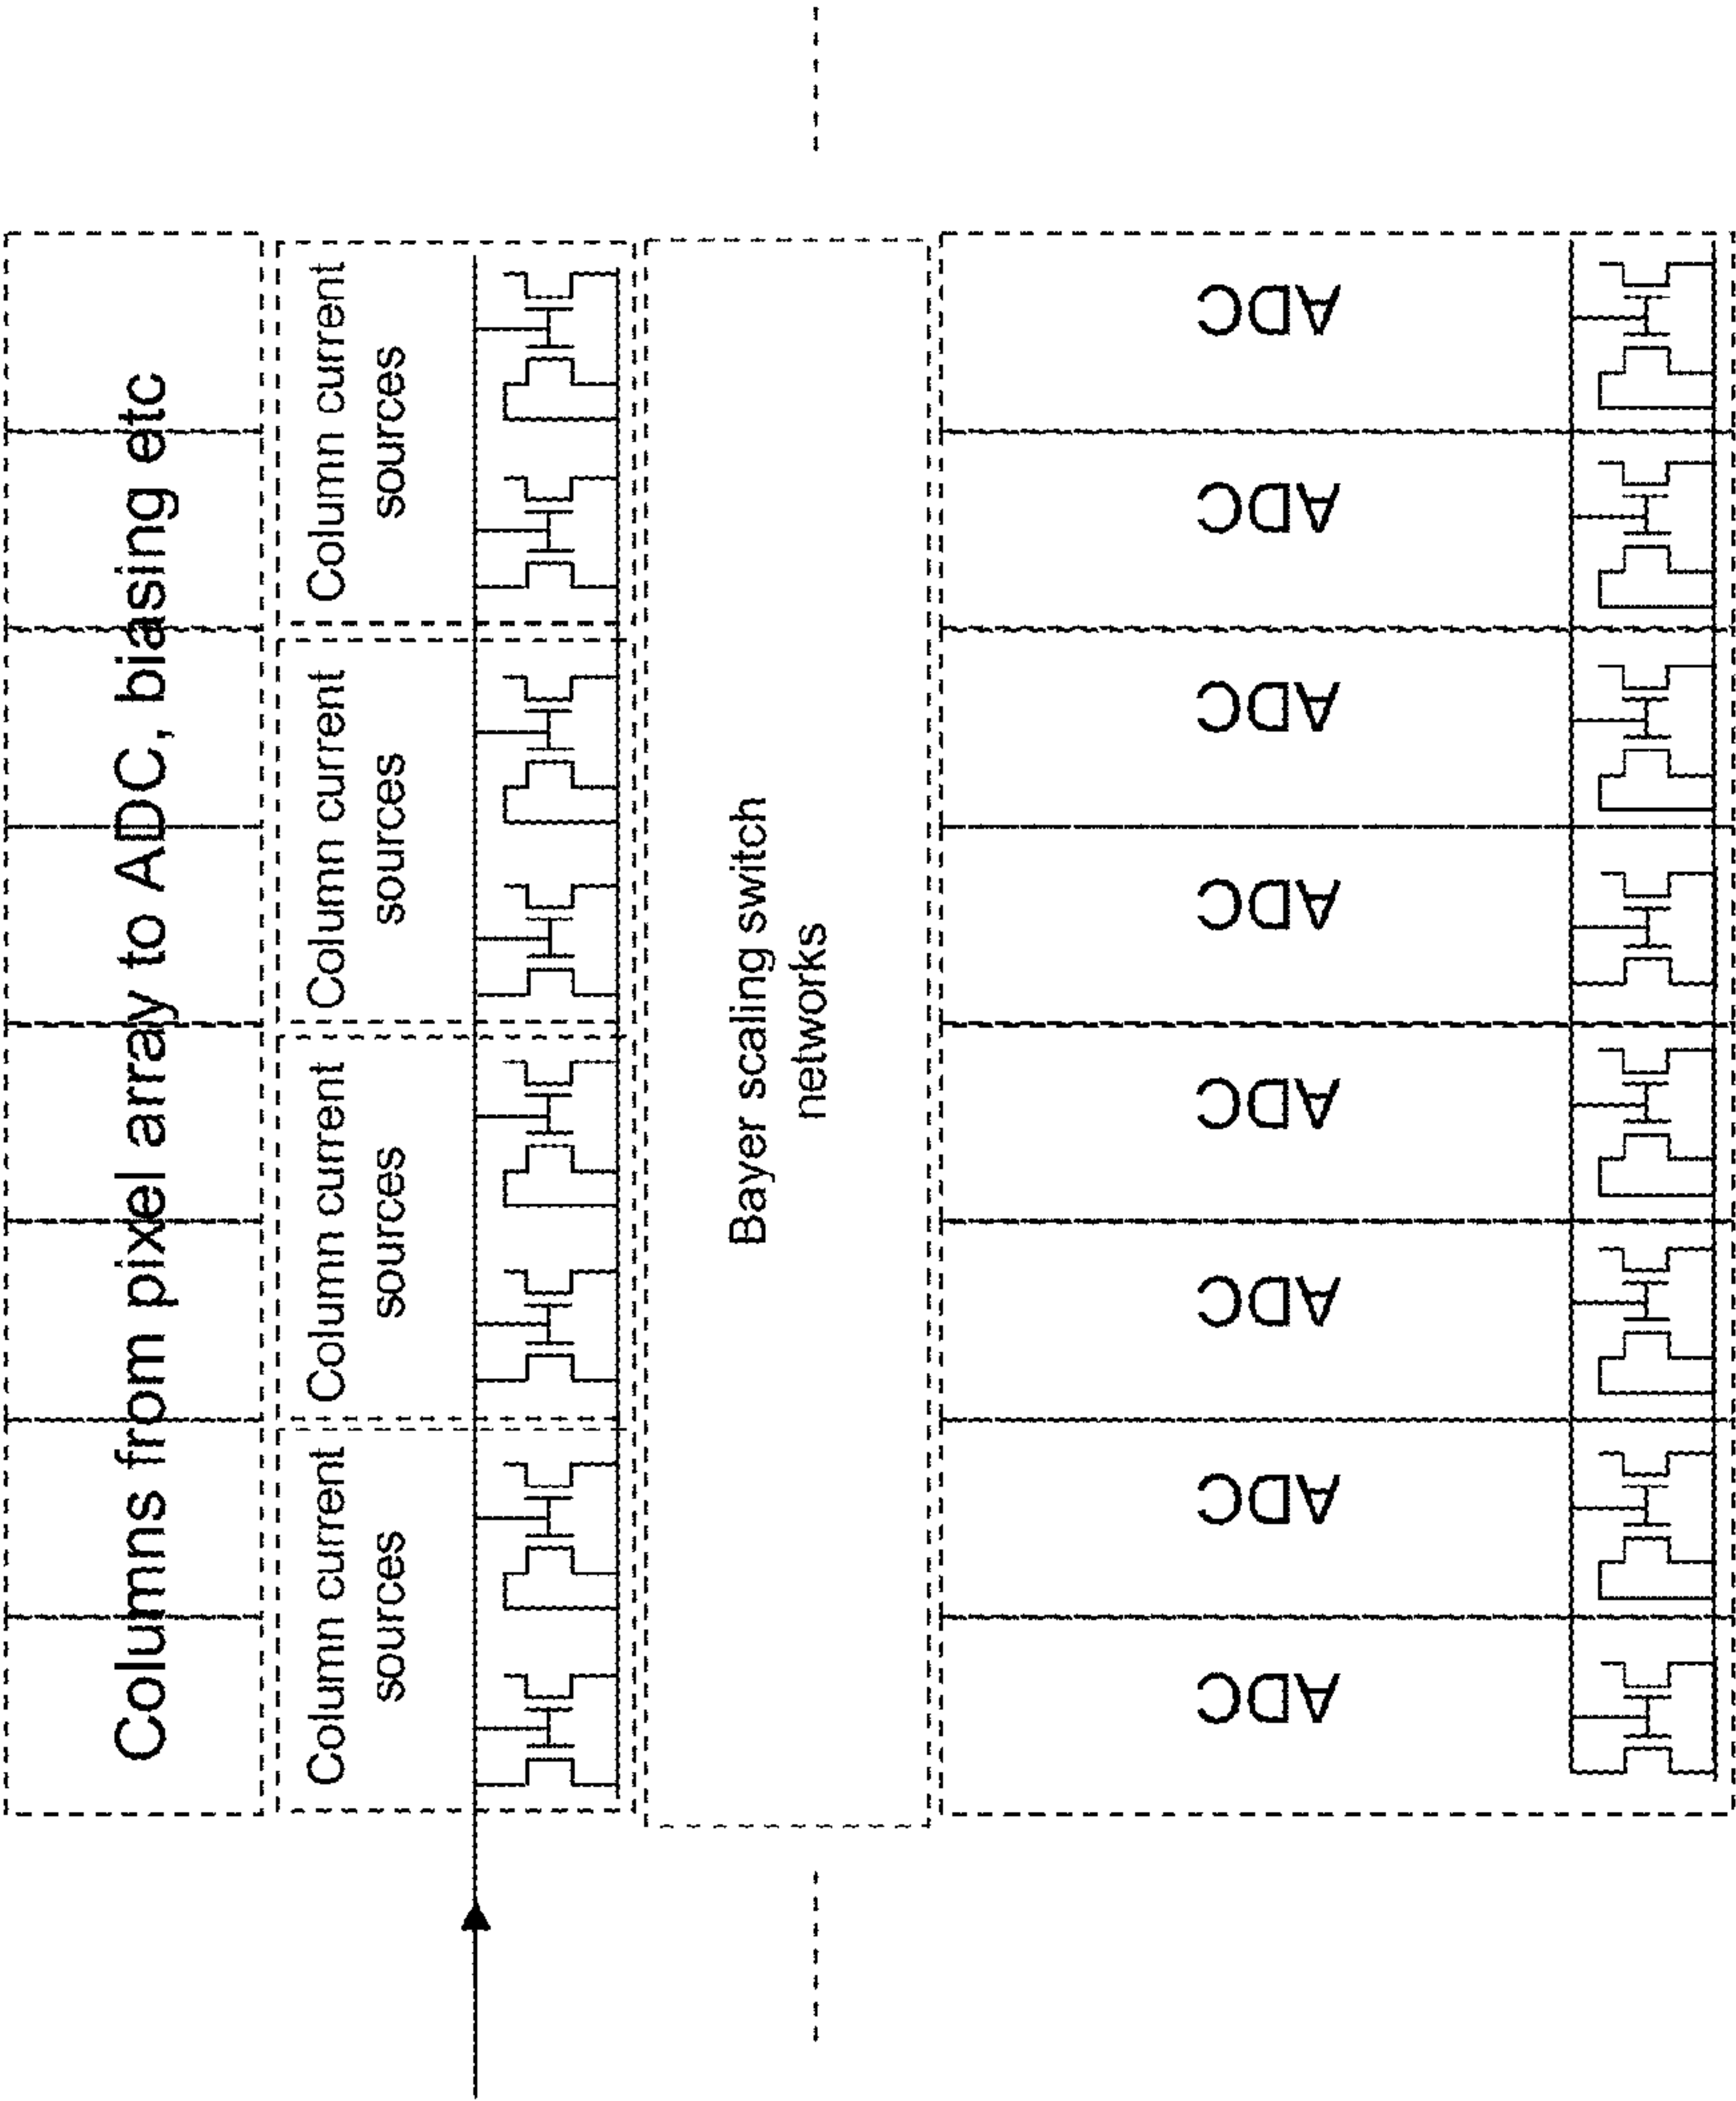 Columns from pixel array to ADC, biasing etc
Column current
sources
Column current
sources
Column current
sources
Column current
sources
Bayer scaling switch
networks
ADC
ADC
ADC
ADC
ADC
ADC
ADC
ADC